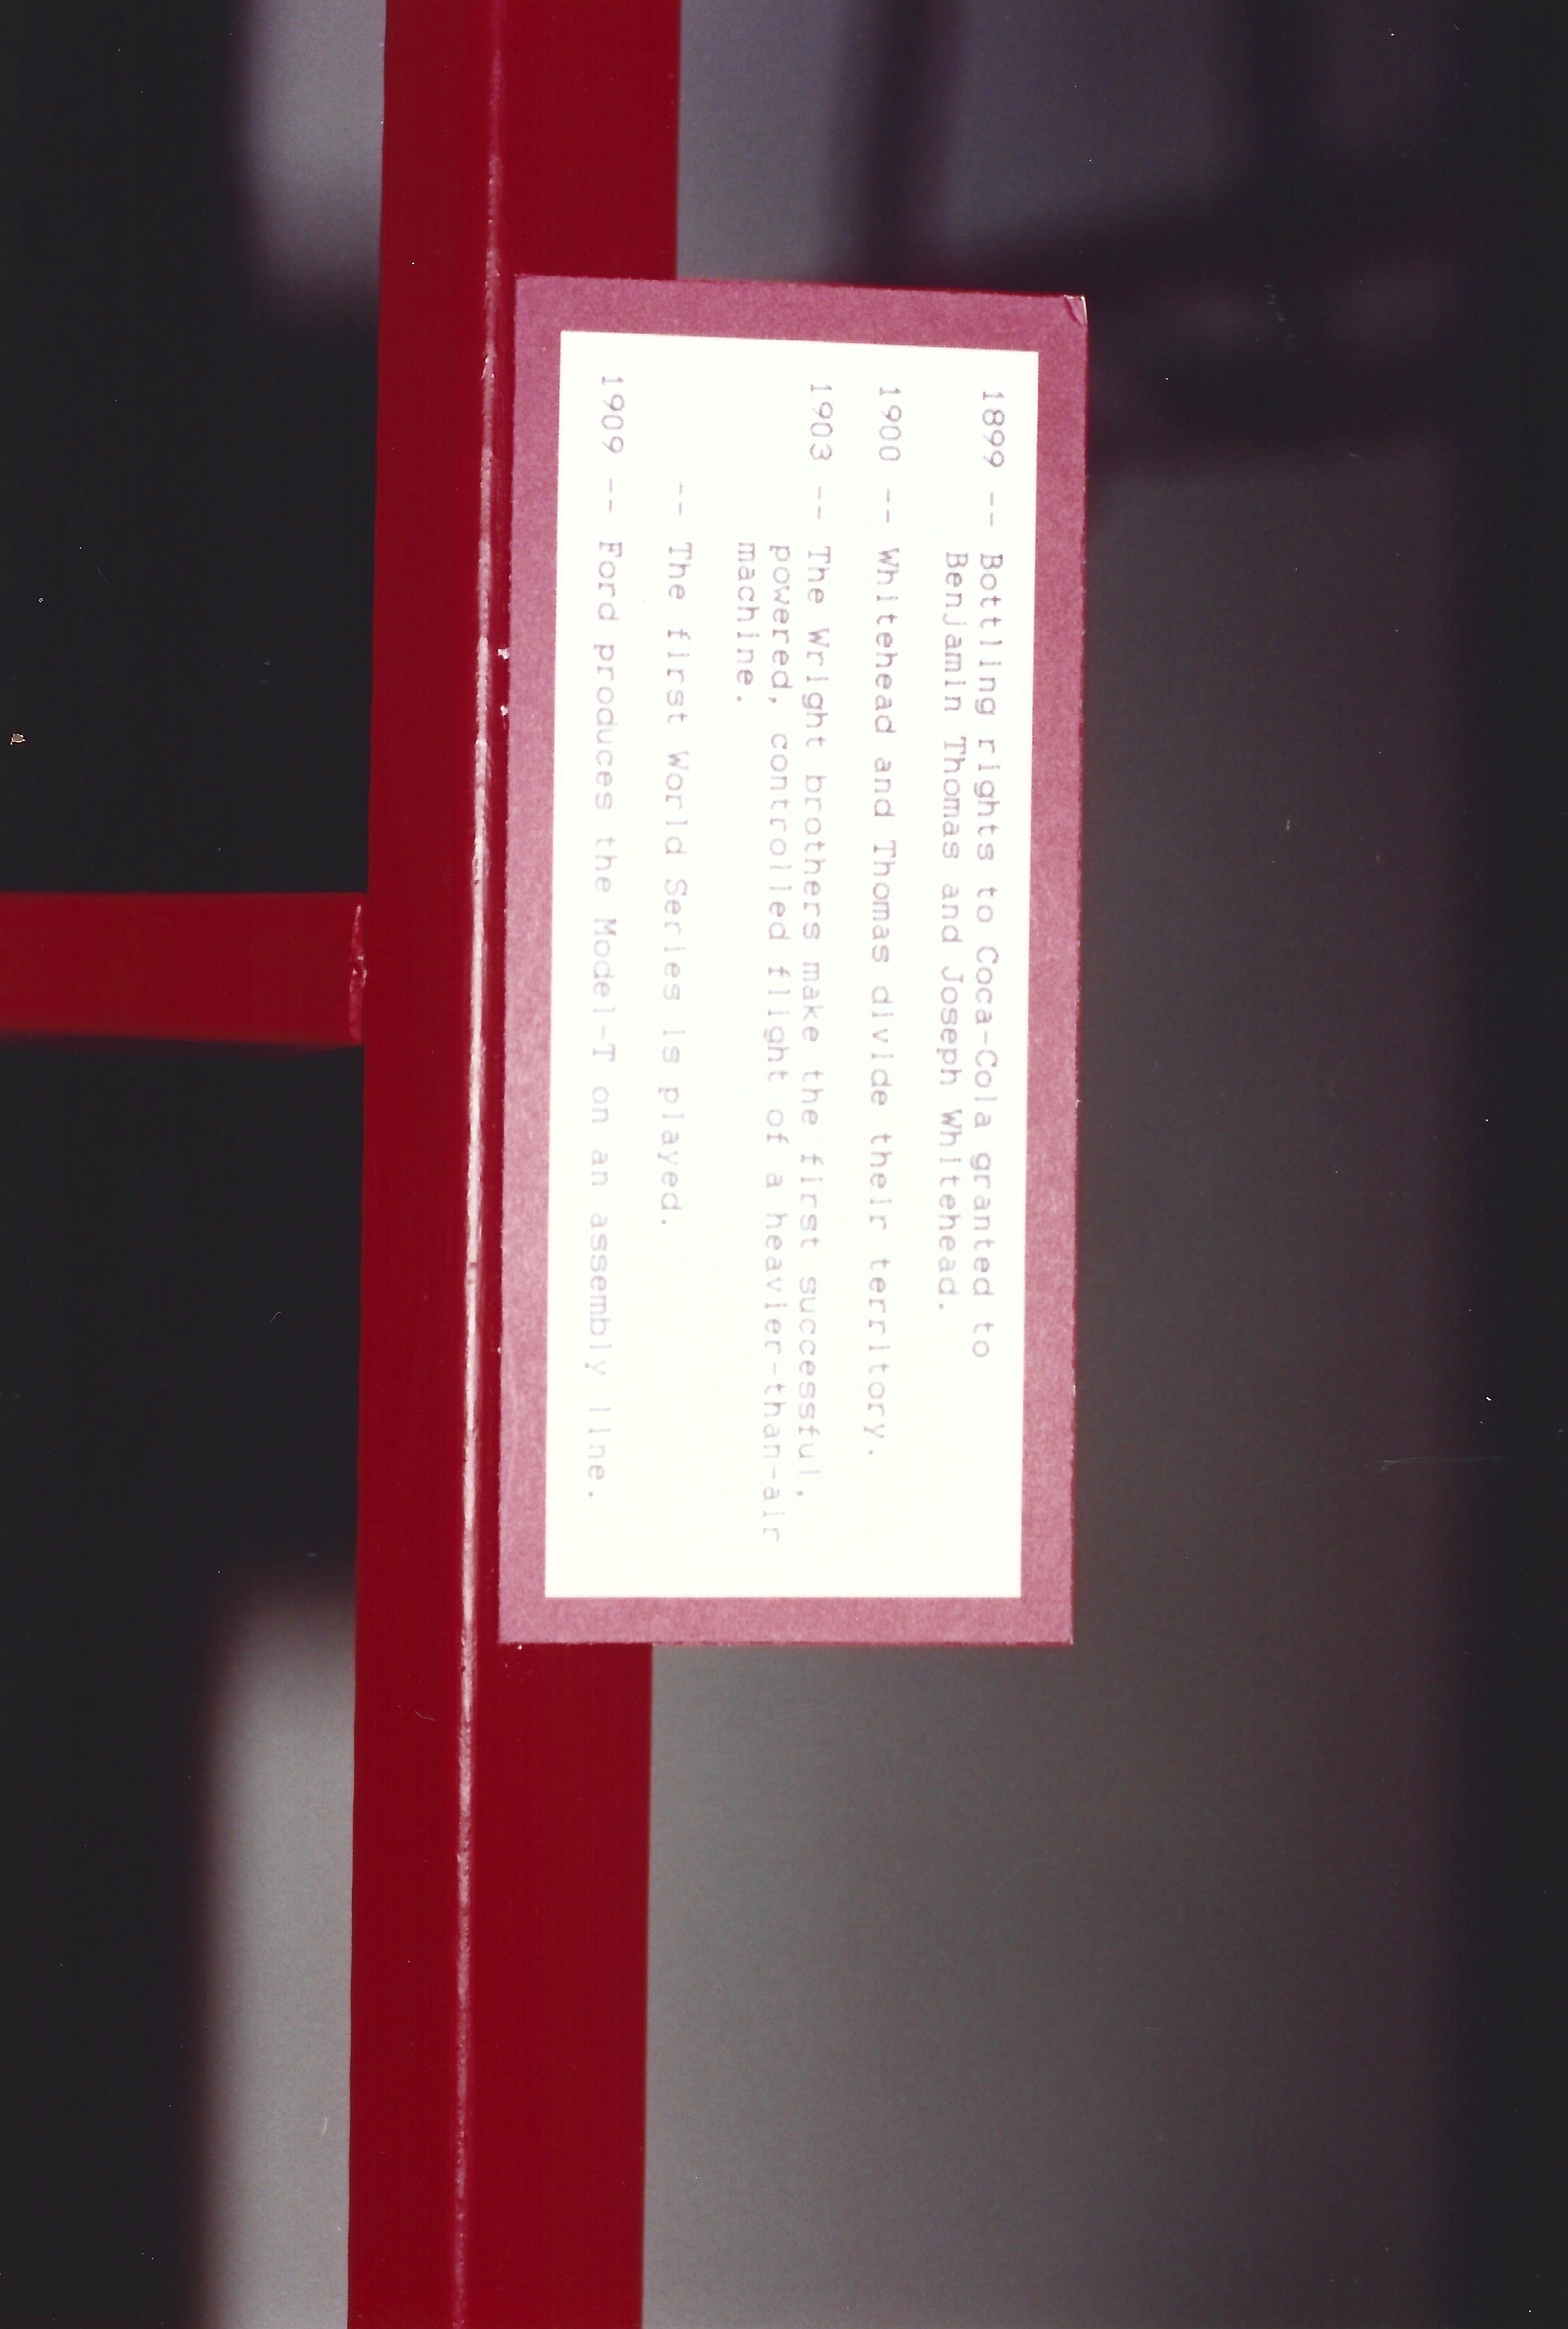 1899 -- Bottling rights to Coca-Cola granted to
Benjamin Thomas and Joseph Whitehead.
1900 -- Whitehead and Thomas divide their territory.
1903 -- The Wright brothers make the first successful,
powered, controlled flight of a heavier-than-air
machine.
-- The first World Series is played.
1909 -- Ford produces the Model-T on an assembly line.